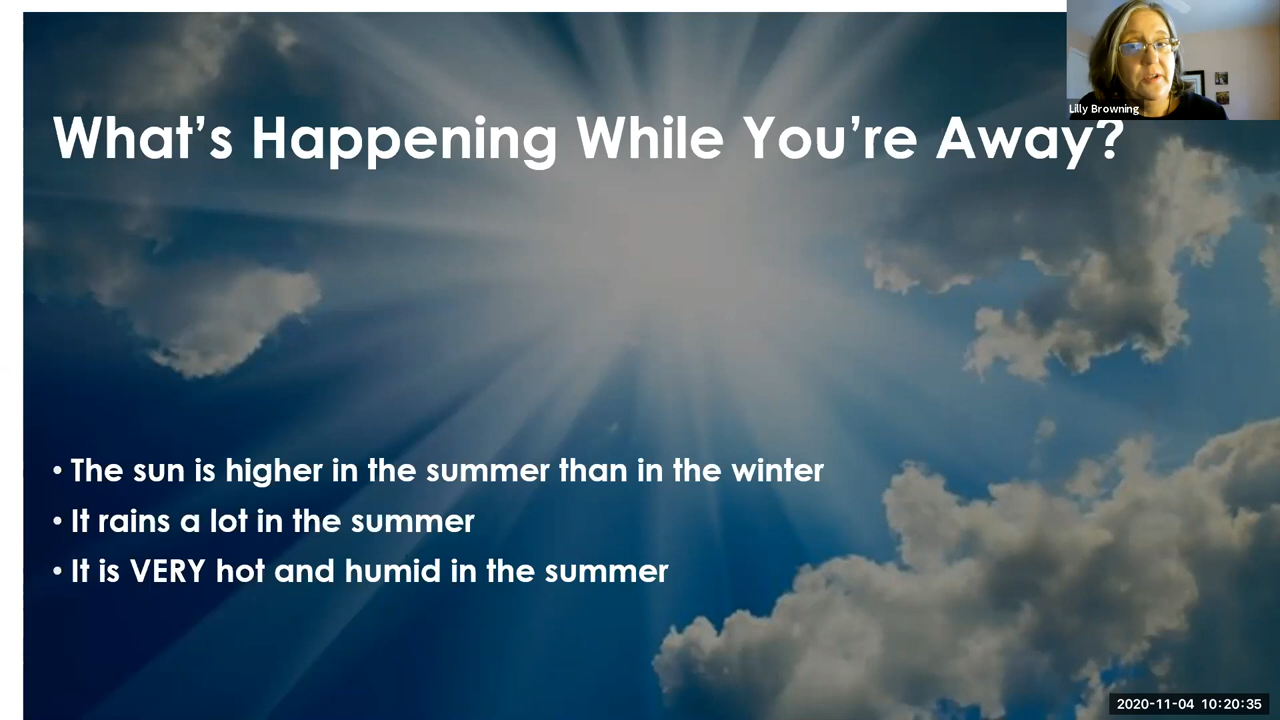 Lilly Browning
What's Happening While You're Away?
• The sun is higher in the summer than in the winter
• It rains a lot in the summer
• It is VERY hot and humid in the summer
2020-11-04 10:20:35